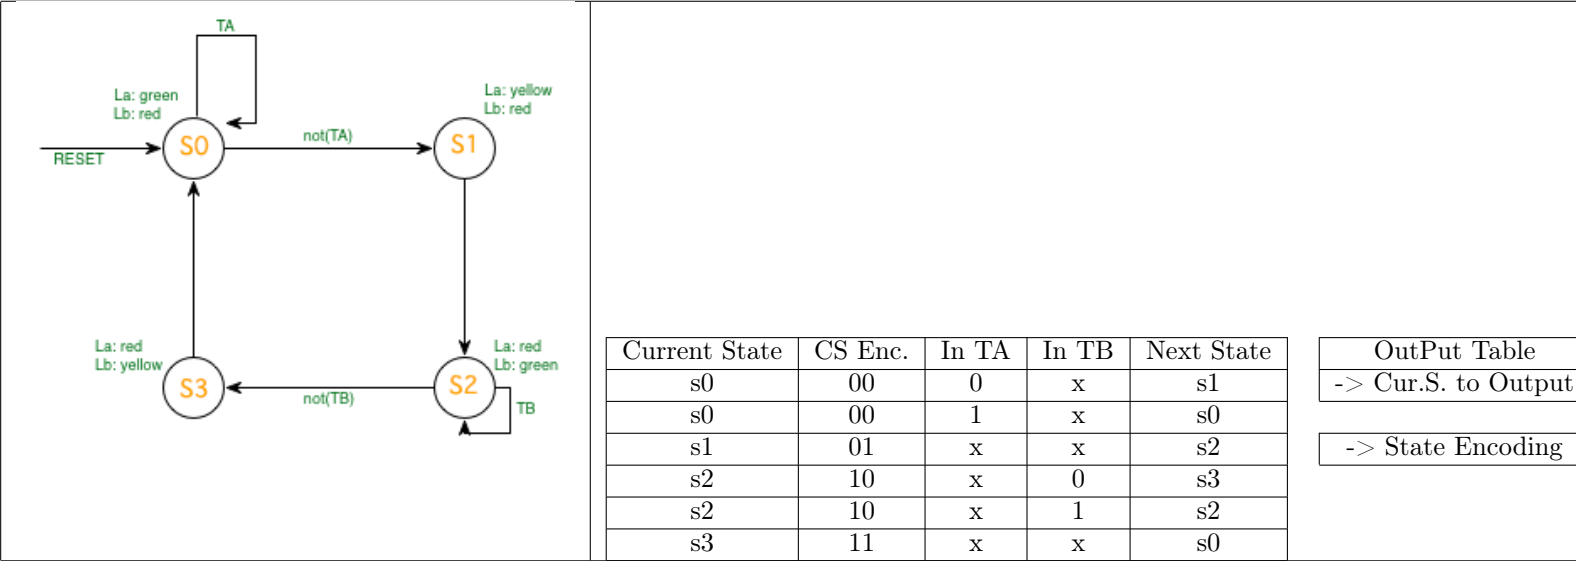 TA
La: green
Lb: red
La: yellow
Lb: red
S0
not(TA)
S1
RESET
La: red
Lb: yellow
La: red
Lb: green
S3
not(TB)
S2
TB
Current State CS Enc. In TA In TB Next State
s0 00 0 x s1
s0 00 1 x s0
s1 01 x x s2
s2 10 x 0 s3
s2 10 x 1 s2
s3 11 x x s0
OutPut Table
-> Cur.S. to Output
-> State Encoding